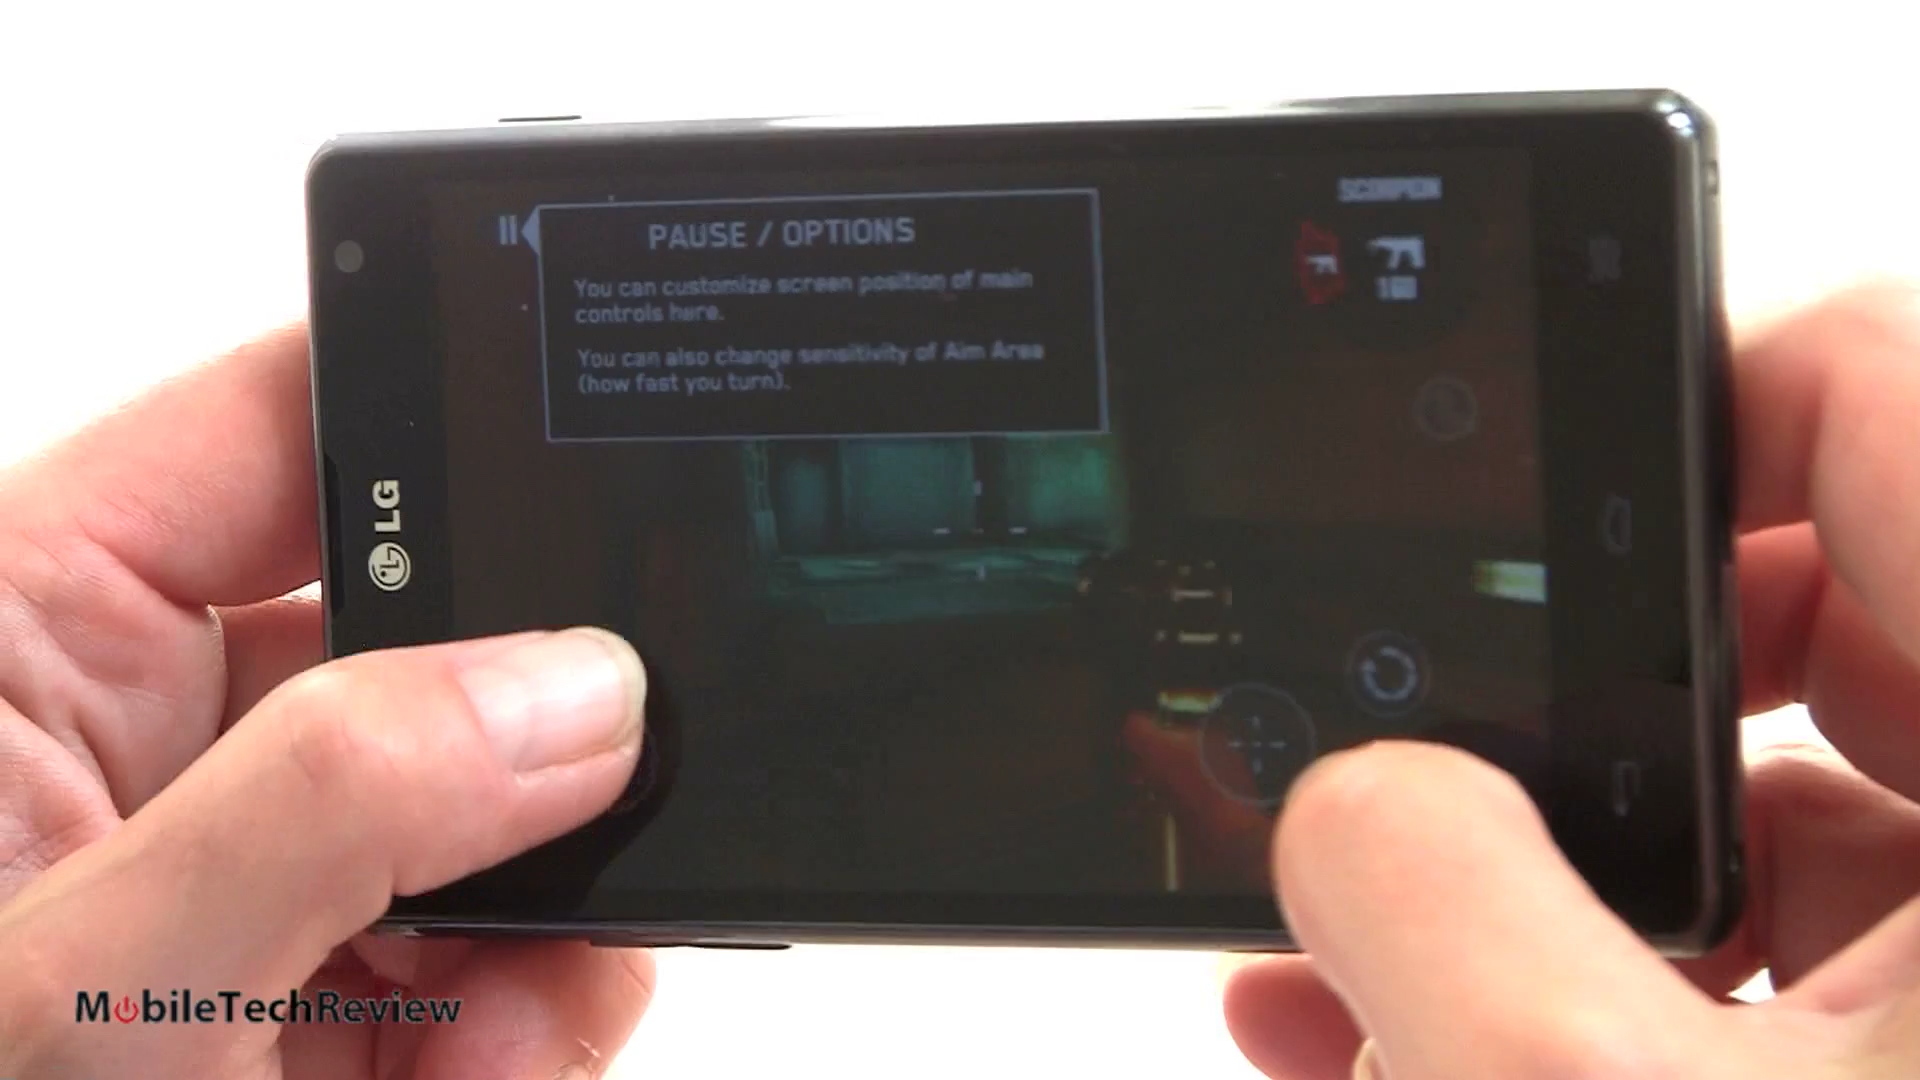 SCORPION
PAUSE / OPTIONS
You can customize screen position of main
controls here.
You can also change sensitivity of Aim Area
(how fast you turn).
LG
MobileTechReview